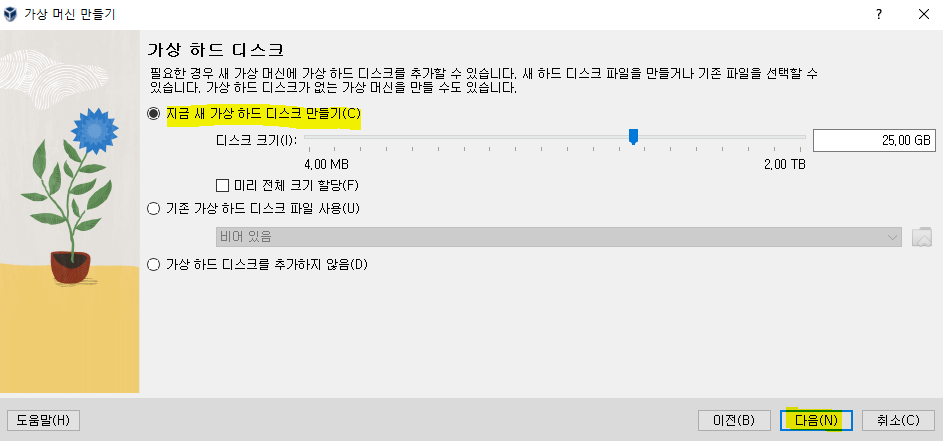 가상 머신 만들기
가상 하드 디스크
필요한 경우 새 가상 머신에 가상 하드 디스크를 추가할 수 있습니다. 새 하드 디스크 파일을 만들거나 기존 파일을 선택할 수
있습니다. 가상 하드 디스크가 없는 가상 머신을 만들 수도 있습니다.
지금 새 가상 하드 디스크 만들기(C)
디스크 크기(I):
25,00 GB
4,00 MB 2,00 TB
미리 전체 크기 할당(F)
기존 가상 하드 디스크 파일 사용(U)
비어 있음
가상 하드 디스크를 추가하지 않음(D)
도움말(H) 이전(B) 다음(N) 취소(C)